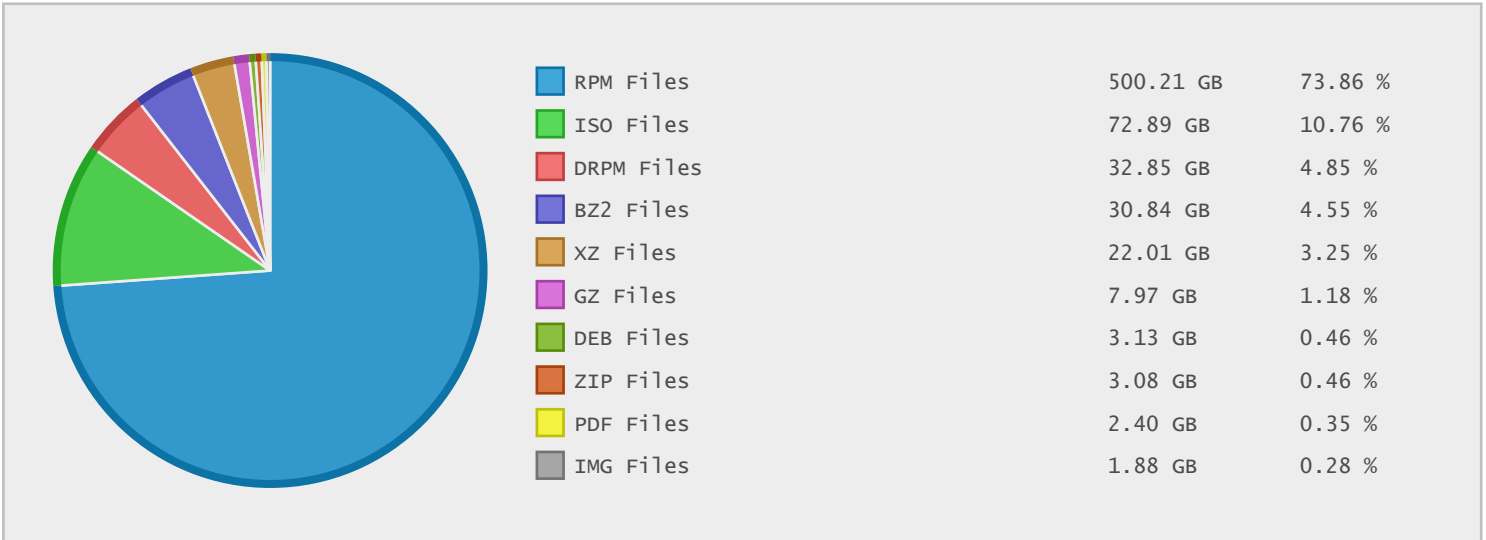 RPM Files 500.21 GB 73.86 %
ISO Files 72.89 GB 10.76 %
DRPM Files 32.85 GB 4.85 %
BZ2 Files 30.84 GB 4.55 %
XZ Files 22.01 GB 3.25 %
GZ Files 7.97 GB 1.18 %
DEB Files 3.13 GB 0.46 %
ZIP Files 3.08 GB 0.46 %
PDF Files 2.40 GB 0.35 %
IMG Files 1.88 GB 0.28 %